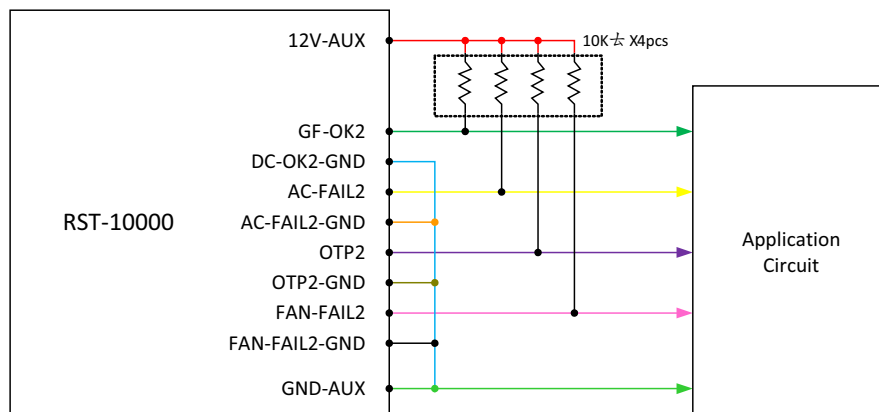 12V-AUX
10K ㄊ X4pcs
GF-OK2
DC-OK2-GND
AC-FAIL2
RST-10000
AC-FAIL2-GND
Application
Circuit
OTP2
OTP2-GND
FAN-FAIL2
FAN-FAIL2-GND
GND-AUX